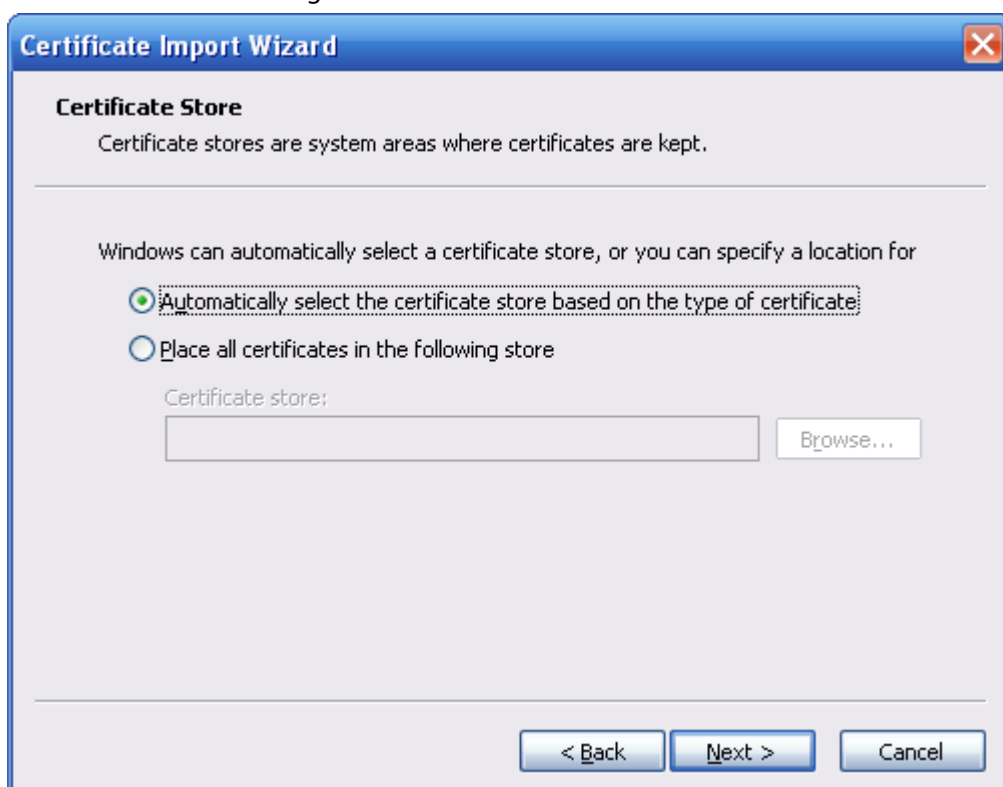 Certificate Import Wizard
Certificate Store
Certificate stores are system areas where certificates are kept.
Windows can automatically select a certificate store, or you can specify a location for
Automatically select the certificate store based on the type of certificate
Place all certificates in the following store
Certificate store:
Browse...
< Back
Next >
Cancel